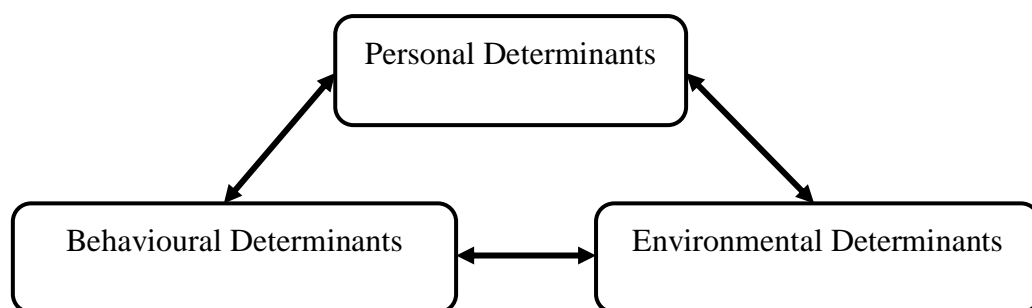 Personal Determinants
Behavioural Determinants
Environmental Determinants